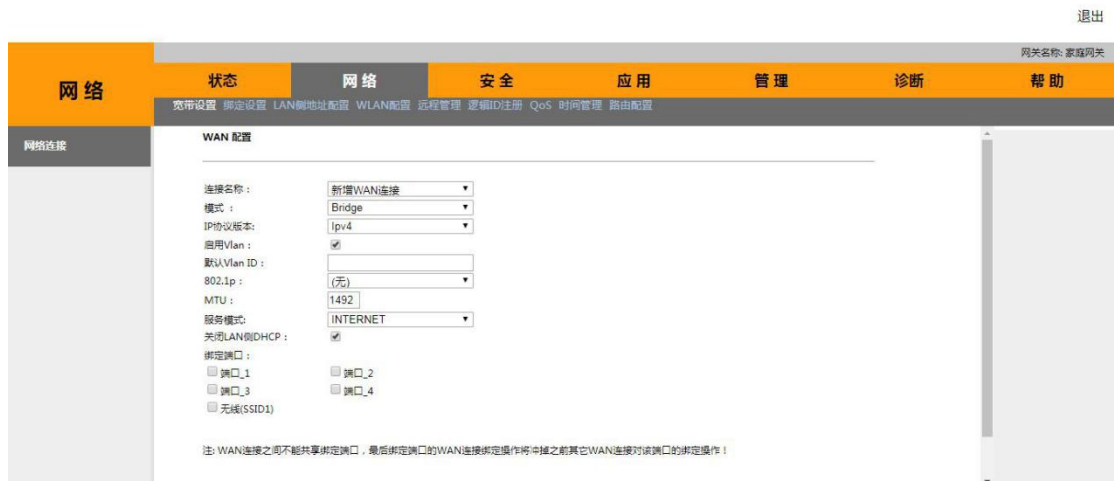 退出
网关名称: 家庭网关
网络
状态 网络 安全 应用 管理 诊断 帮助
宽带设置 绑定设置 LAN侧地址配置 WLAN配置 远程管理 逻辑ID注册 QoS 时间管理 路由配置
网络连接
WAN 配置
连接名称： 新增WAN连接
模式 ： Bridge
IP协议版本: Ipv4
启用Vlan：
默认Vlan ID：
802.1p： (无)
MTU： 1492
服务模式: INTERNET
关闭LAN侧DHCP：
绑定端口：
端口_1 端口_2
端口_3 端口_4
无线(SSID1)
注: WAN连接之间不能共享绑定端口，最后绑定端口的WAN连接绑定操作将冲掉之前其它WAN连接对该端口的绑定操作！